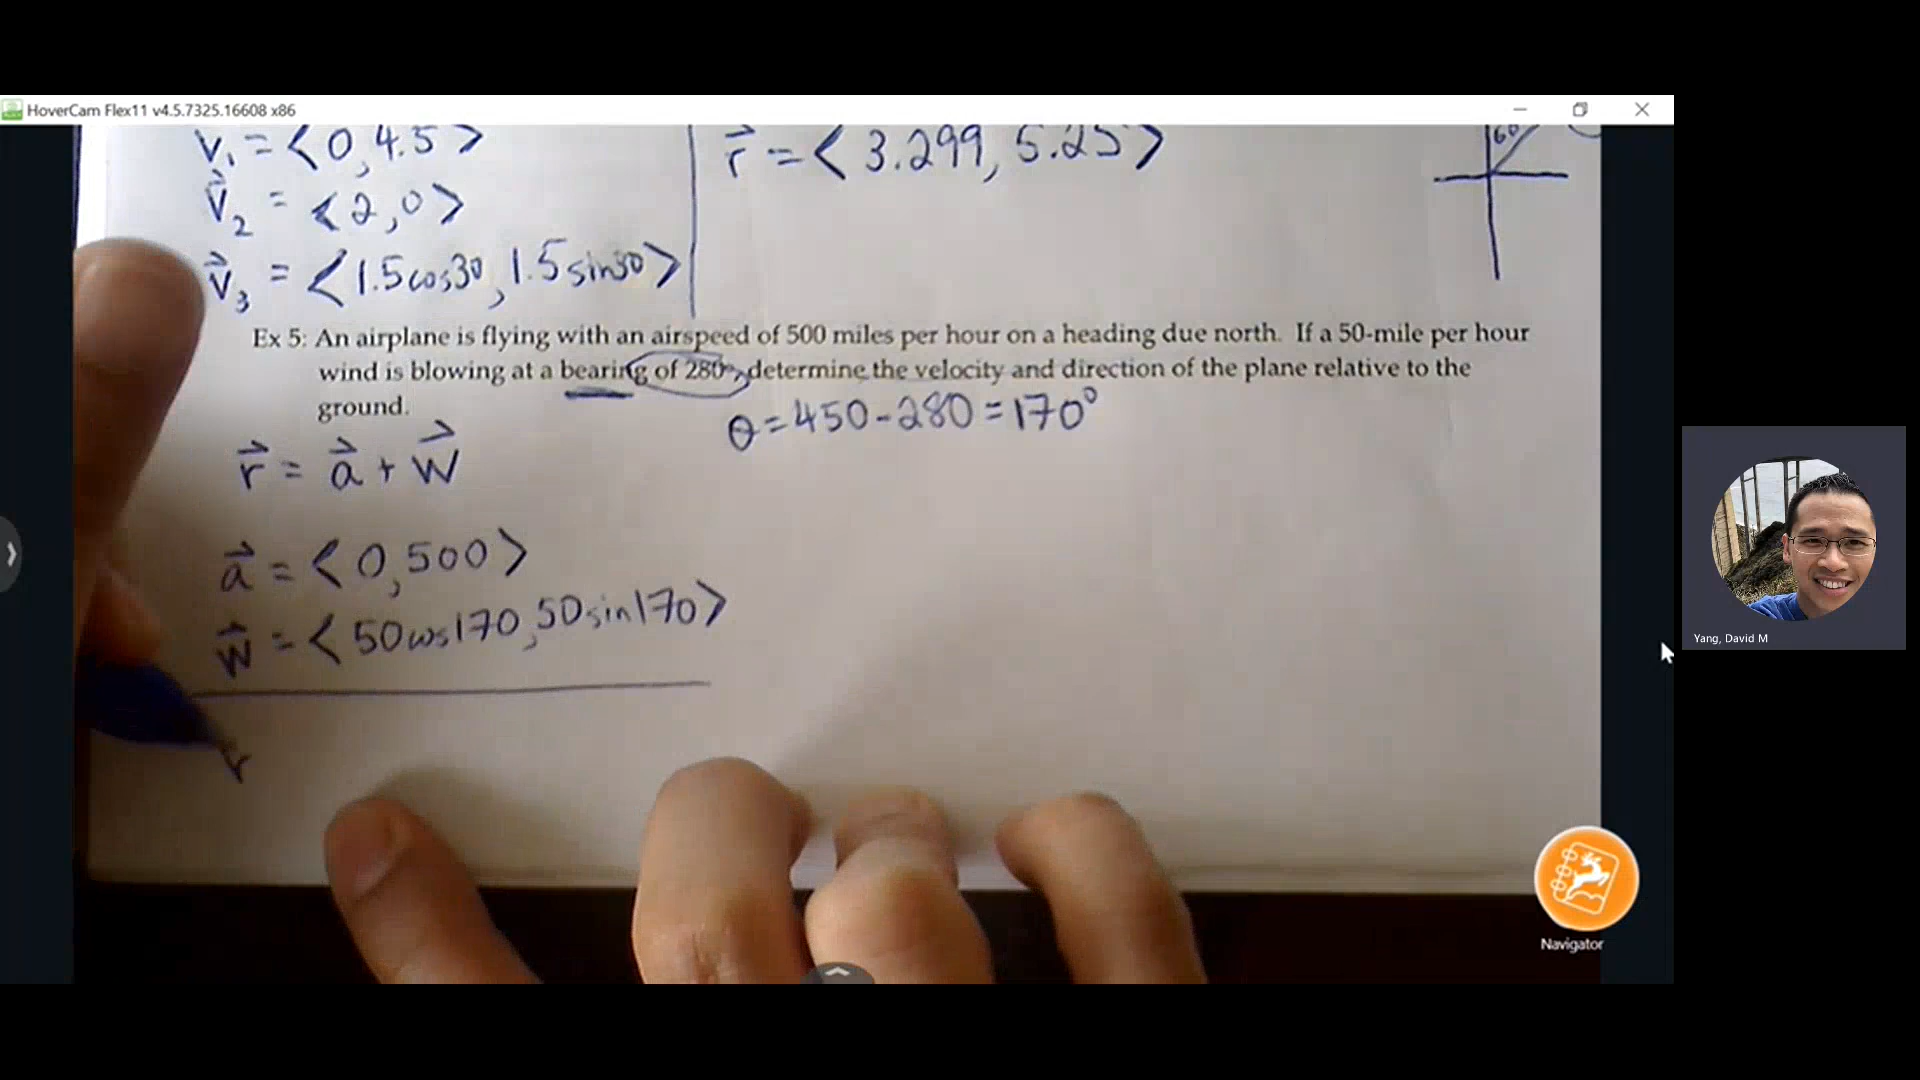 HoverCam Flex11 v4.5.7325.16608 x86
v₁ = <0, 4.5>
r⃗ = <3.299, 5.25>
60
v⃗₂ = <2, 0>
v⃗₃ = <1.5cos30, 1.5sin30>
Ex 5: An airplane is flying with an airspeed of 500 miles per hour on a heading due north. If a 50-mile per hour
wind is blowing at a bearing of 280°, determine the velocity and direction of the plane relative to the
ground.
θ = 450 - 280 = 170°
r⃗ = a⃗ + w⃗
a⃗ = <0, 500>
w⃗ = <50cos170, 50sin170>
r
Yang, David M
Navigator